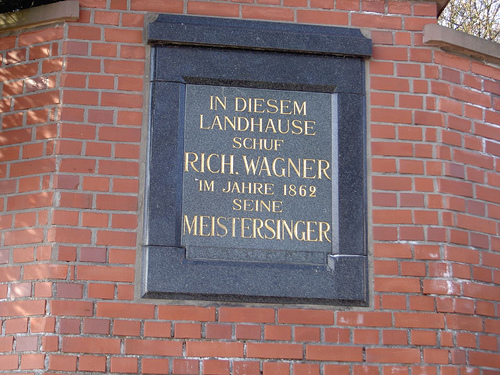 IN DIESEM
LANDHAUSE
SCHUF
RICH. WAGNER
IM JAHRE 1862
SEINE
MEISTERSINGER